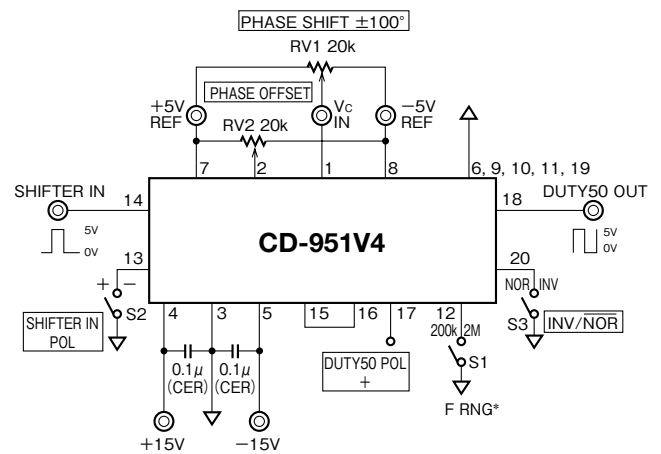 PHASE SHIFT ±100°
RV1 20k
PHASE OFFSET
+5V
REF
VC
IN
−5V
REF
RV2 20k
7
2
1
8
6, 9, 10, 11, 19
SHIFTER IN
14
18
DUTY50 OUT
5V
0V
CD-951V4
5V
0V
13
20
+ −
S2
NOR INV
S3
SHIFTER IN
POL
INV/N̅O̅R̅
4
3
5
15
16
17
12
200k 2M
S1
0.1μ
(CER)
0.1μ
(CER)
DUTY50 POL
+
F RNG*
+15V
−15V